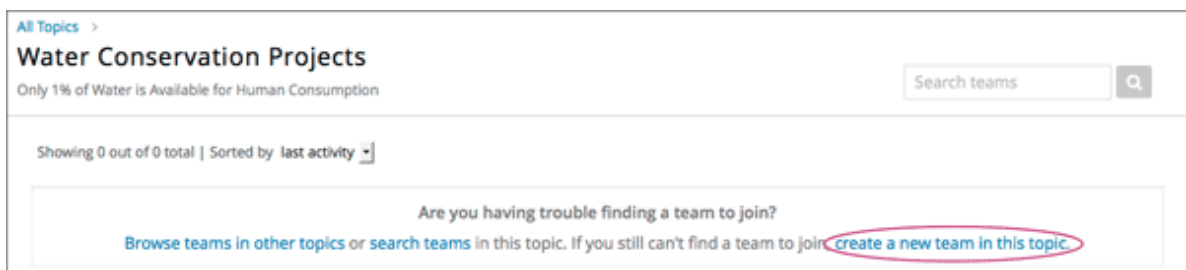 All Topics >
Water Conservation Projects
Only 1% of Water is Available for Human Consumption
Search teams
Showing 0 out of 0 total | Sorted by last activity
Are you having trouble finding a team to join?
Browse teams in other topics or search teams in this topic. If you still can't find a team to join, create a new team in this topic.